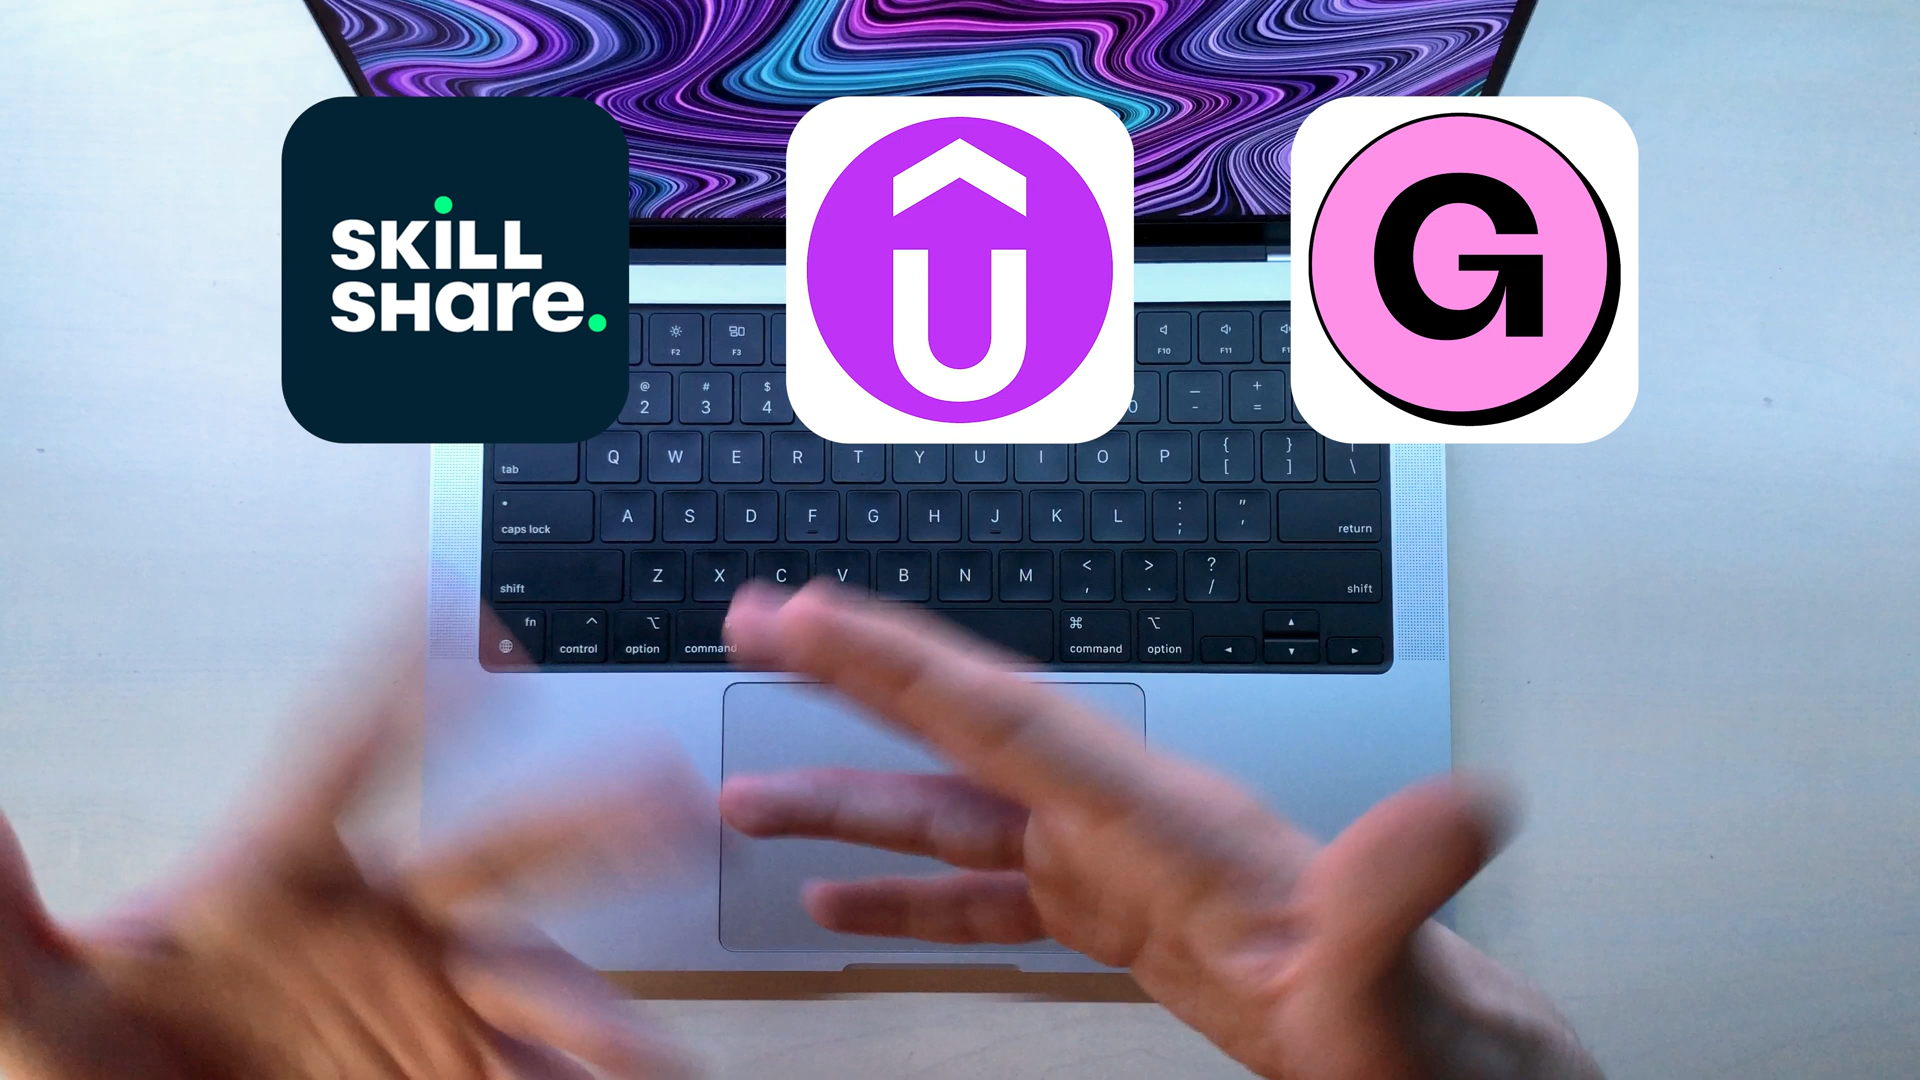 SKILL
SHare.
U
G
F2
F3
F10
F11
@ # $
2 3 4
— +
- =
tab Q W E R T Y U I O P { [ } ] \
caps lock A S D F G H J K L : ; " ' return
shift Z X C V B N M < , > . ? / shift
fn ^ ⌥ ⌘ ⌥
control option command command option